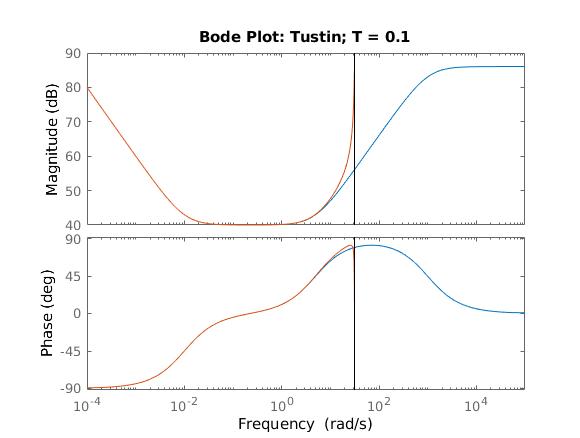 Bode Plot: Tustin; T = 0.1
Magnitude (dB)
90
80
70
60
50
40
Phase (deg)
90
45
0
-45
-90
10^-4 10^-2 10^0 10^2 10^4
Frequency (rad/s)